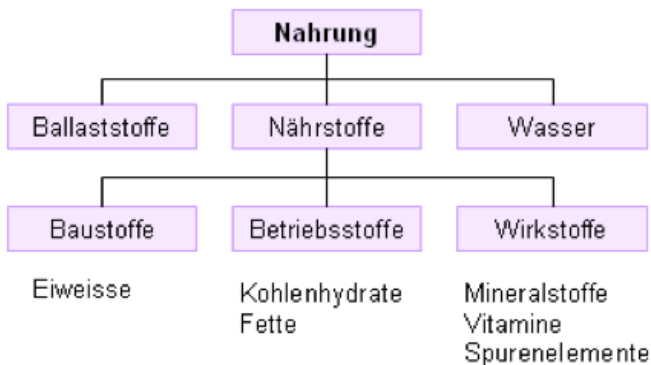 Nahrung
Ballaststoffe
Nährstoffe
Wasser
Baustoffe
Betriebsstoffe
Wirkstoffe
Eiweisse
Kohlenhydrate
Fette
Mineralstoffe
Vitamine
Spurenelemente